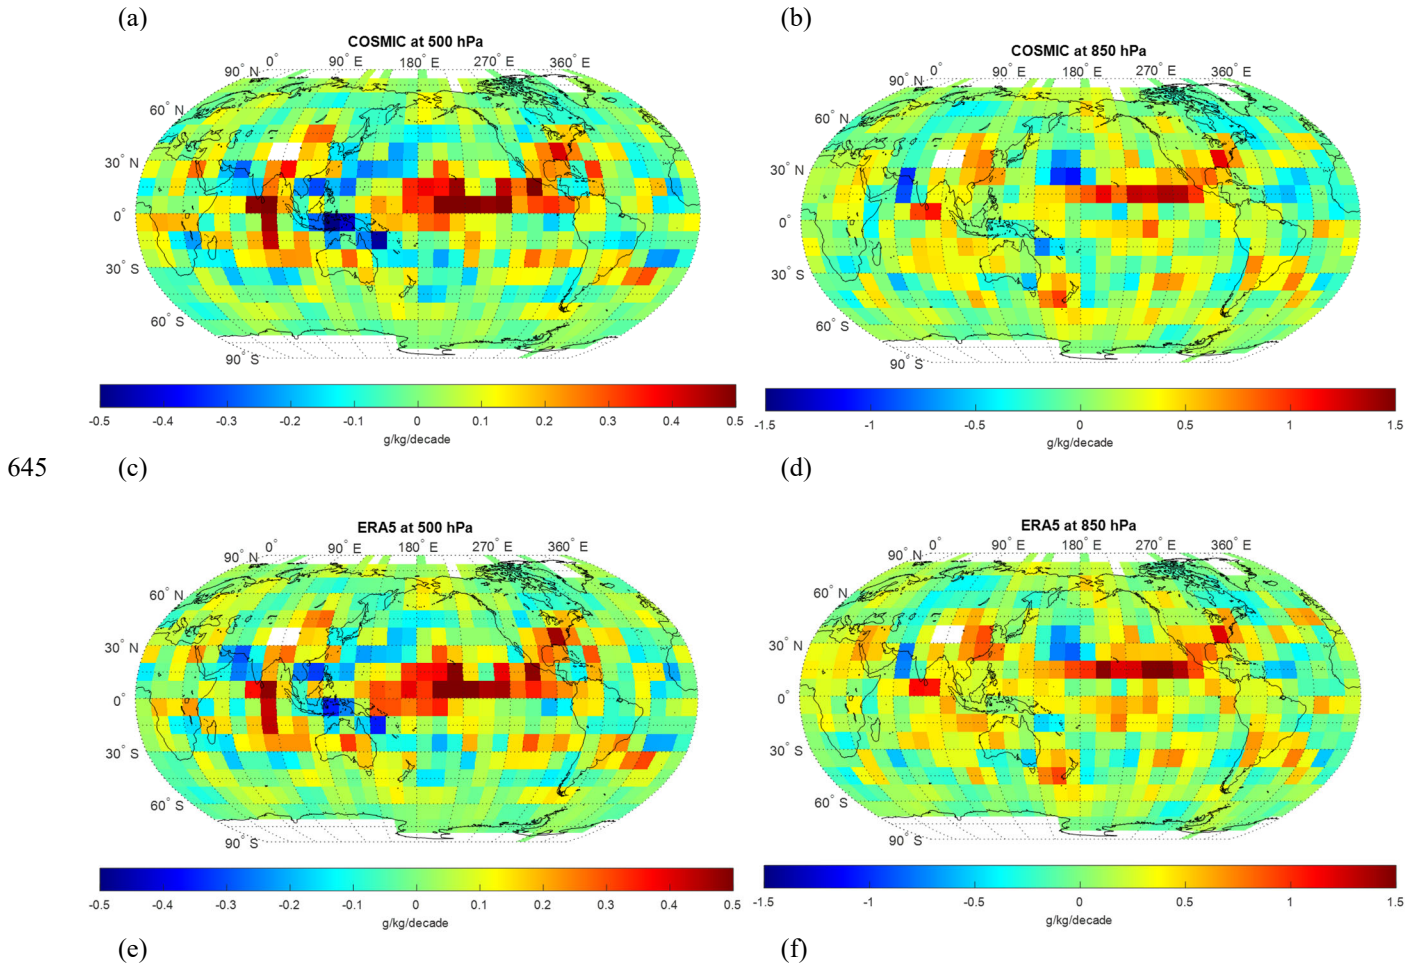 (a)
(b)
COSMIC at 500 hPa
0° 90° E 180° E 270° E 360° E
90° N
60° N
30° N
0°
30° S
60° S
90° S
-0.5 -0.4 -0.3 -0.2 -0.1 0 0.1 0.2 0.3 0.4 0.5
g/kg/decade
COSMIC at 850 hPa
0° 90° E 180° E 270° E 360° E
90° N
60° N
30° N
0°
30° S
60° S
90° S
-1.5 -1 -0.5 0 0.5 1 1.5
g/kg/decade
645 (c)
(d)
ERA5 at 500 hPa
0° 90° E 180° E 270° E 360° E
90° N
60° N
30° N
0°
30° S
60° S
90° S
-0.5 -0.4 -0.3 -0.2 -0.1 0 0.1 0.2 0.3 0.4 0.5
g/kg/decade
ERA5 at 850 hPa
0° 90° E 180° E 270° E 360° E
90° N
60° N
30° N
0°
30° S
60° S
90° S
-1.5 -1 -0.5 0 0.5 1 1.5
g/kg/decade
(e)
(f)